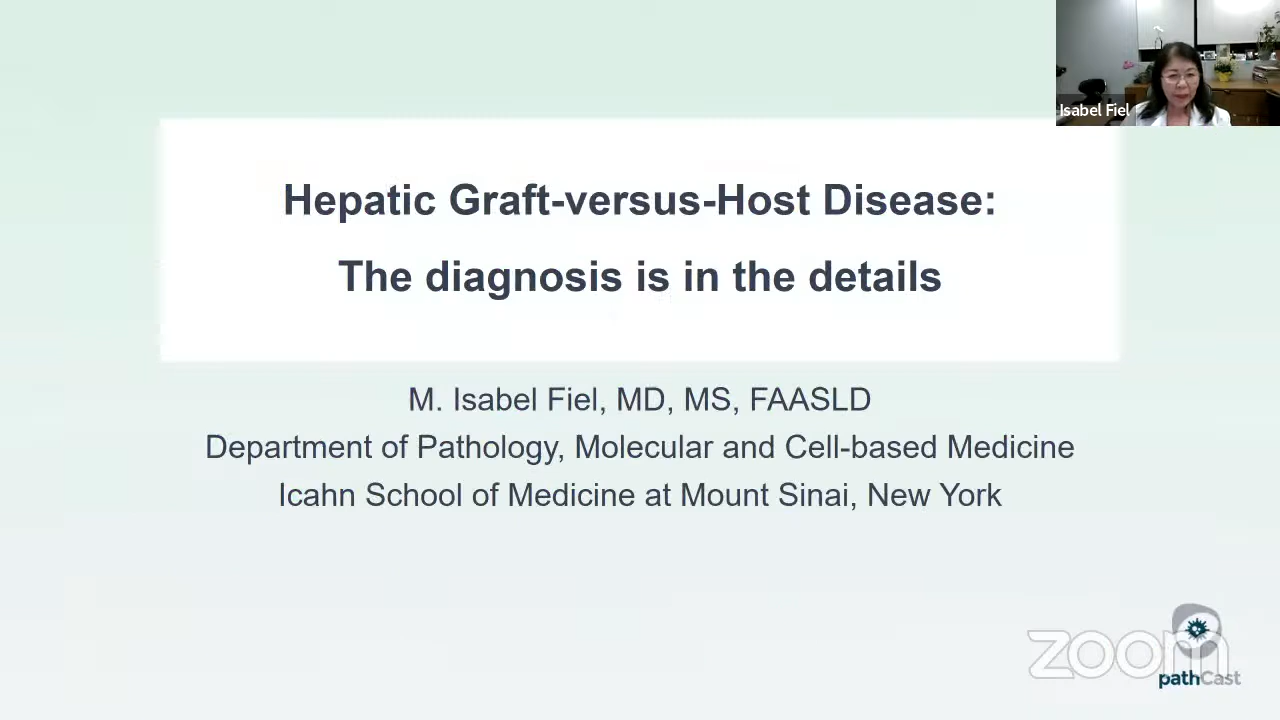 Isabel Fiel
Hepatic Graft-versus-Host Disease:
The diagnosis is in the details
M. Isabel Fiel, MD, MS, FAASLD
Department of Pathology, Molecular and Cell-based Medicine
Icahn School of Medicine at Mount Sinai, New York
zoom
pathCast